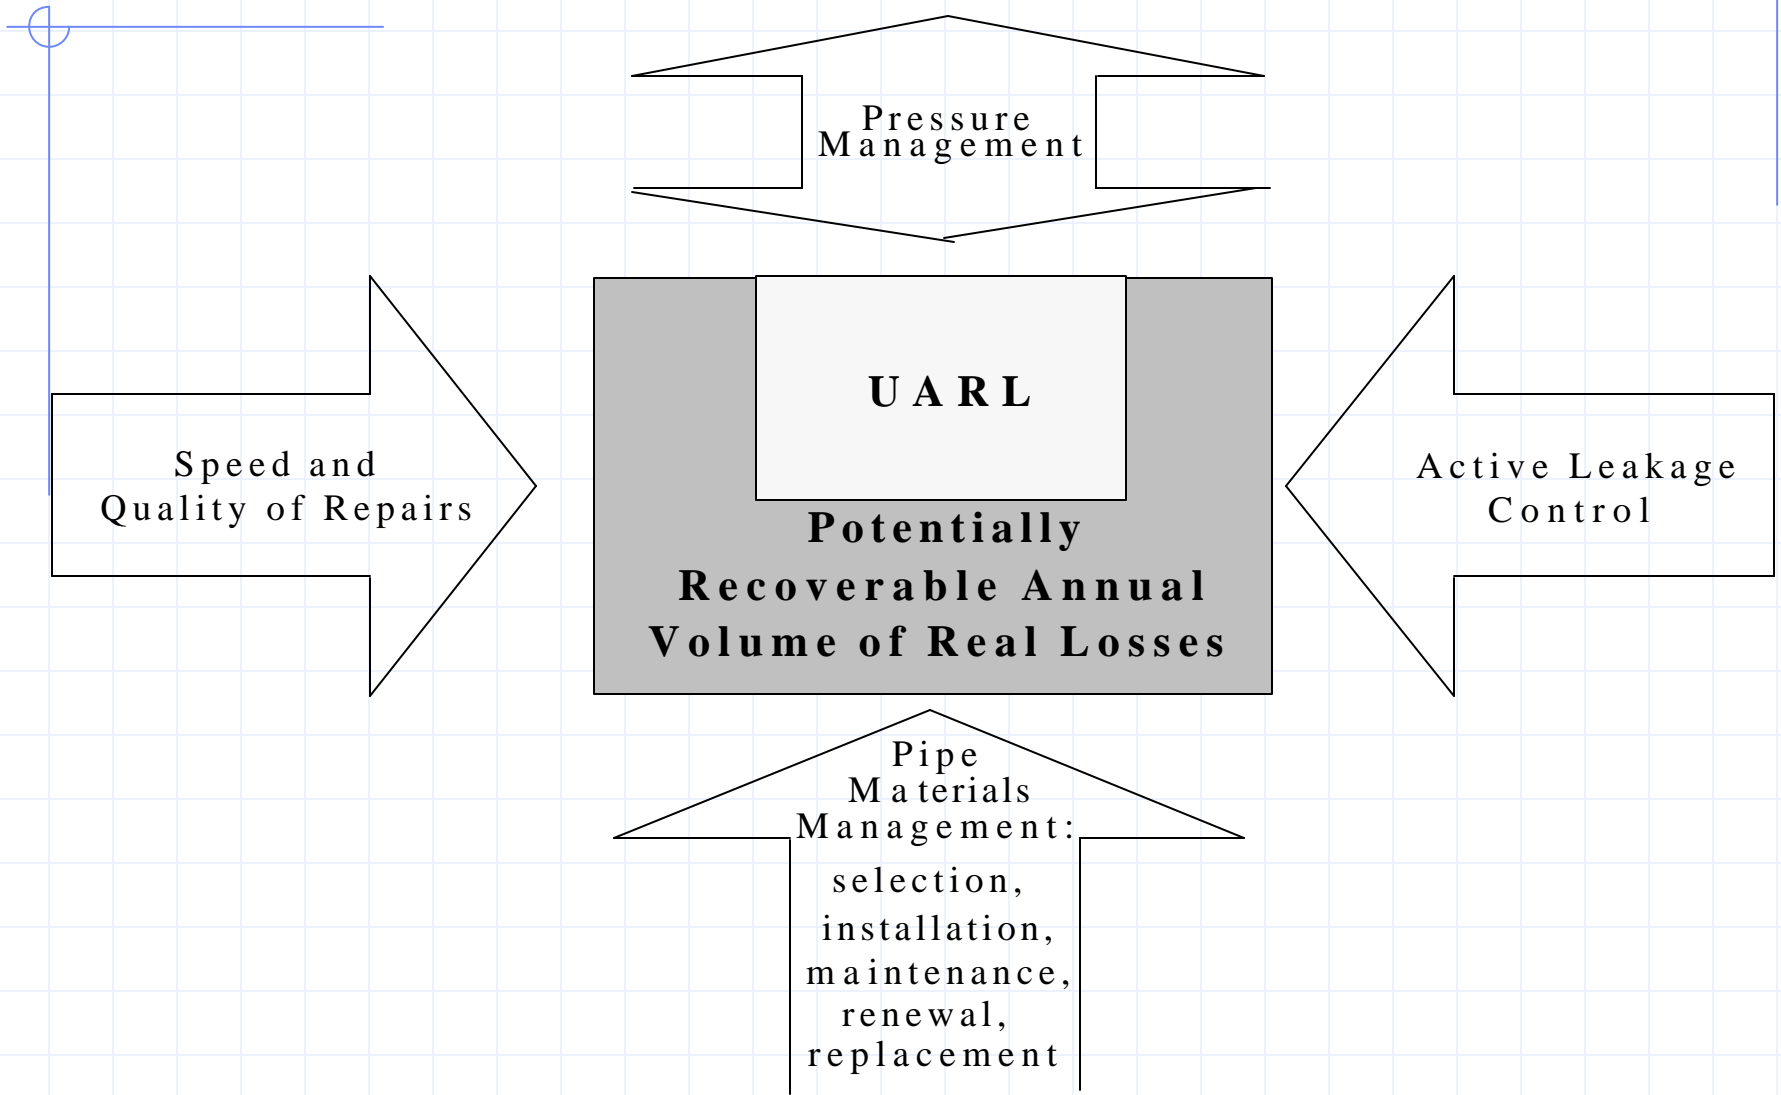 Pressure
Management
UARL
Speed and
Quality of Repairs
Active Leakage
Control
Potentially
Recoverable Annual
Volume of Real Losses
Pipe
Materials
Management:
selection,
installation,
maintenance,
renewal,
replacement